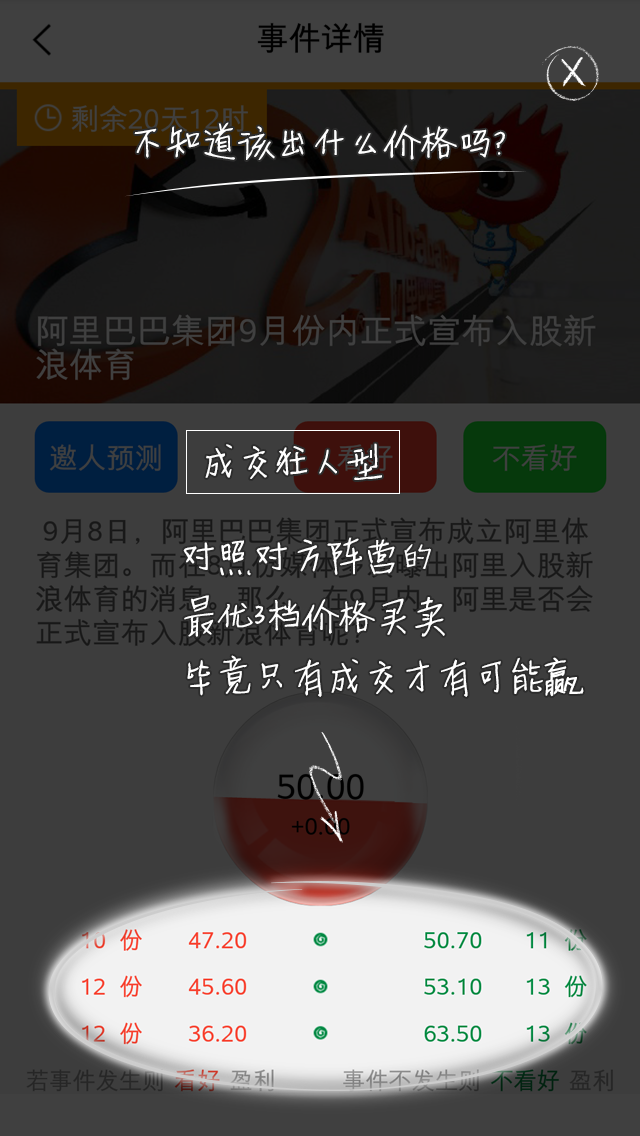 事件详情
剩余20天12时
不知道该出什么价格吗?
X
Alibaba
阿里巴巴集团9月份内正式宣布入股新
浪体育
邀人预测
看好
不看好
成交狂人型
9月8日，阿里巴巴集团正式宣布成立阿里体
育集团。而在8月份媒体
曝出阿里入股新
浪体育的消息。那么，在9月内，阿里是否会
正式宣布入股新浪体育呢？
对照对方阵营的
最优3档价格买卖
毕竟只有成交才有可能赢
50.00
+0.00
10 份 47.20 50.70 11 份
12 份 45.60 53.10 13 份
12 份 36.20 63.50 13 份
若事件发生则 看好 盈利 事件不发生则 不看好 盈利